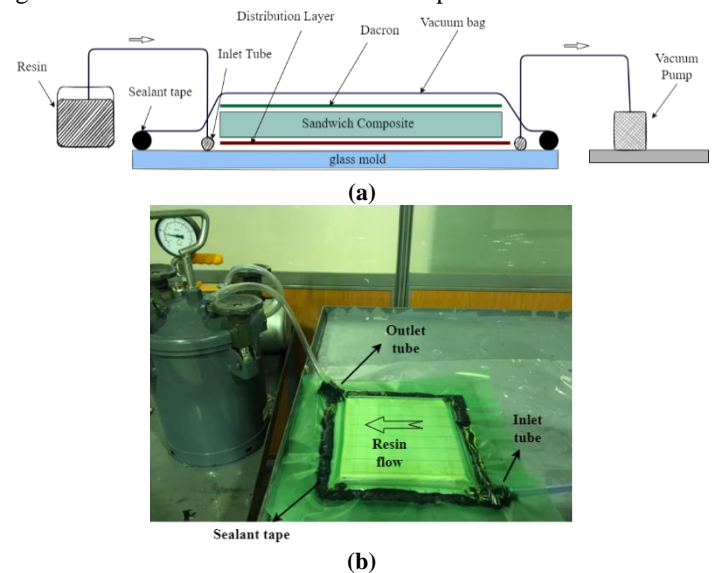 Distribution Layer
Dacron
Vacuum bag
Resin
Inlet Tube
Vacuum
Pump
Sealant tape
Sandwich Composite
glass mold
(a)
Outlet
tube
Inlet
tube
Resin
flow
Sealant tape
(b)